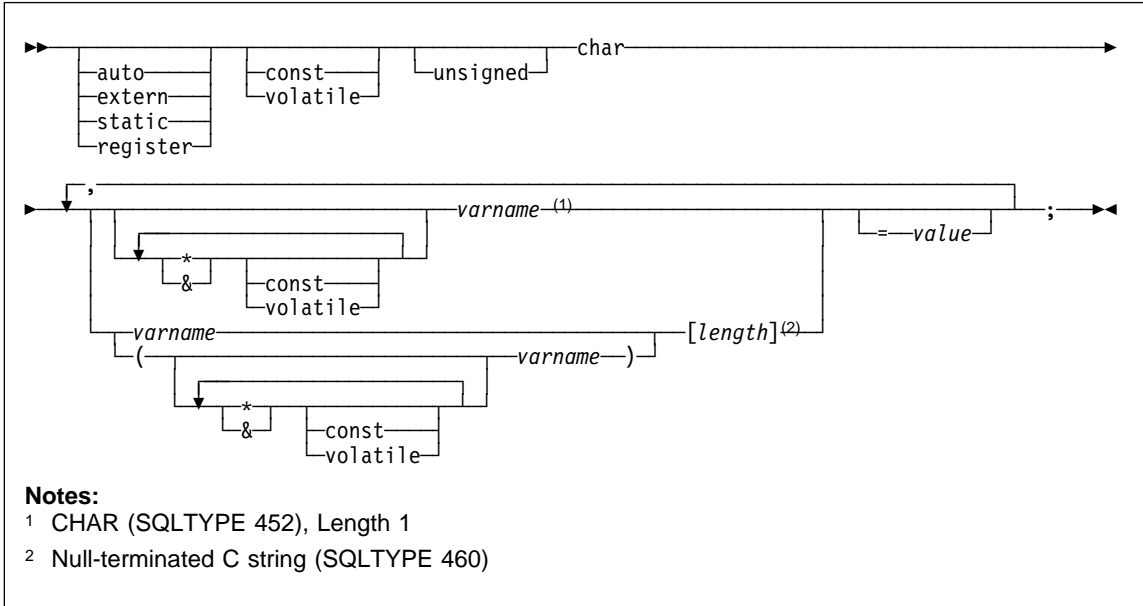 char
auto const unsigned
extern volatile
static
register
,
varname (1)
* = value ;
& const
volatile
varname [length] (2)
( varname )
*
& const
volatile
Notes:
1 CHAR (SQLTYPE 452), Length 1
2 Null-terminated C string (SQLTYPE 460)